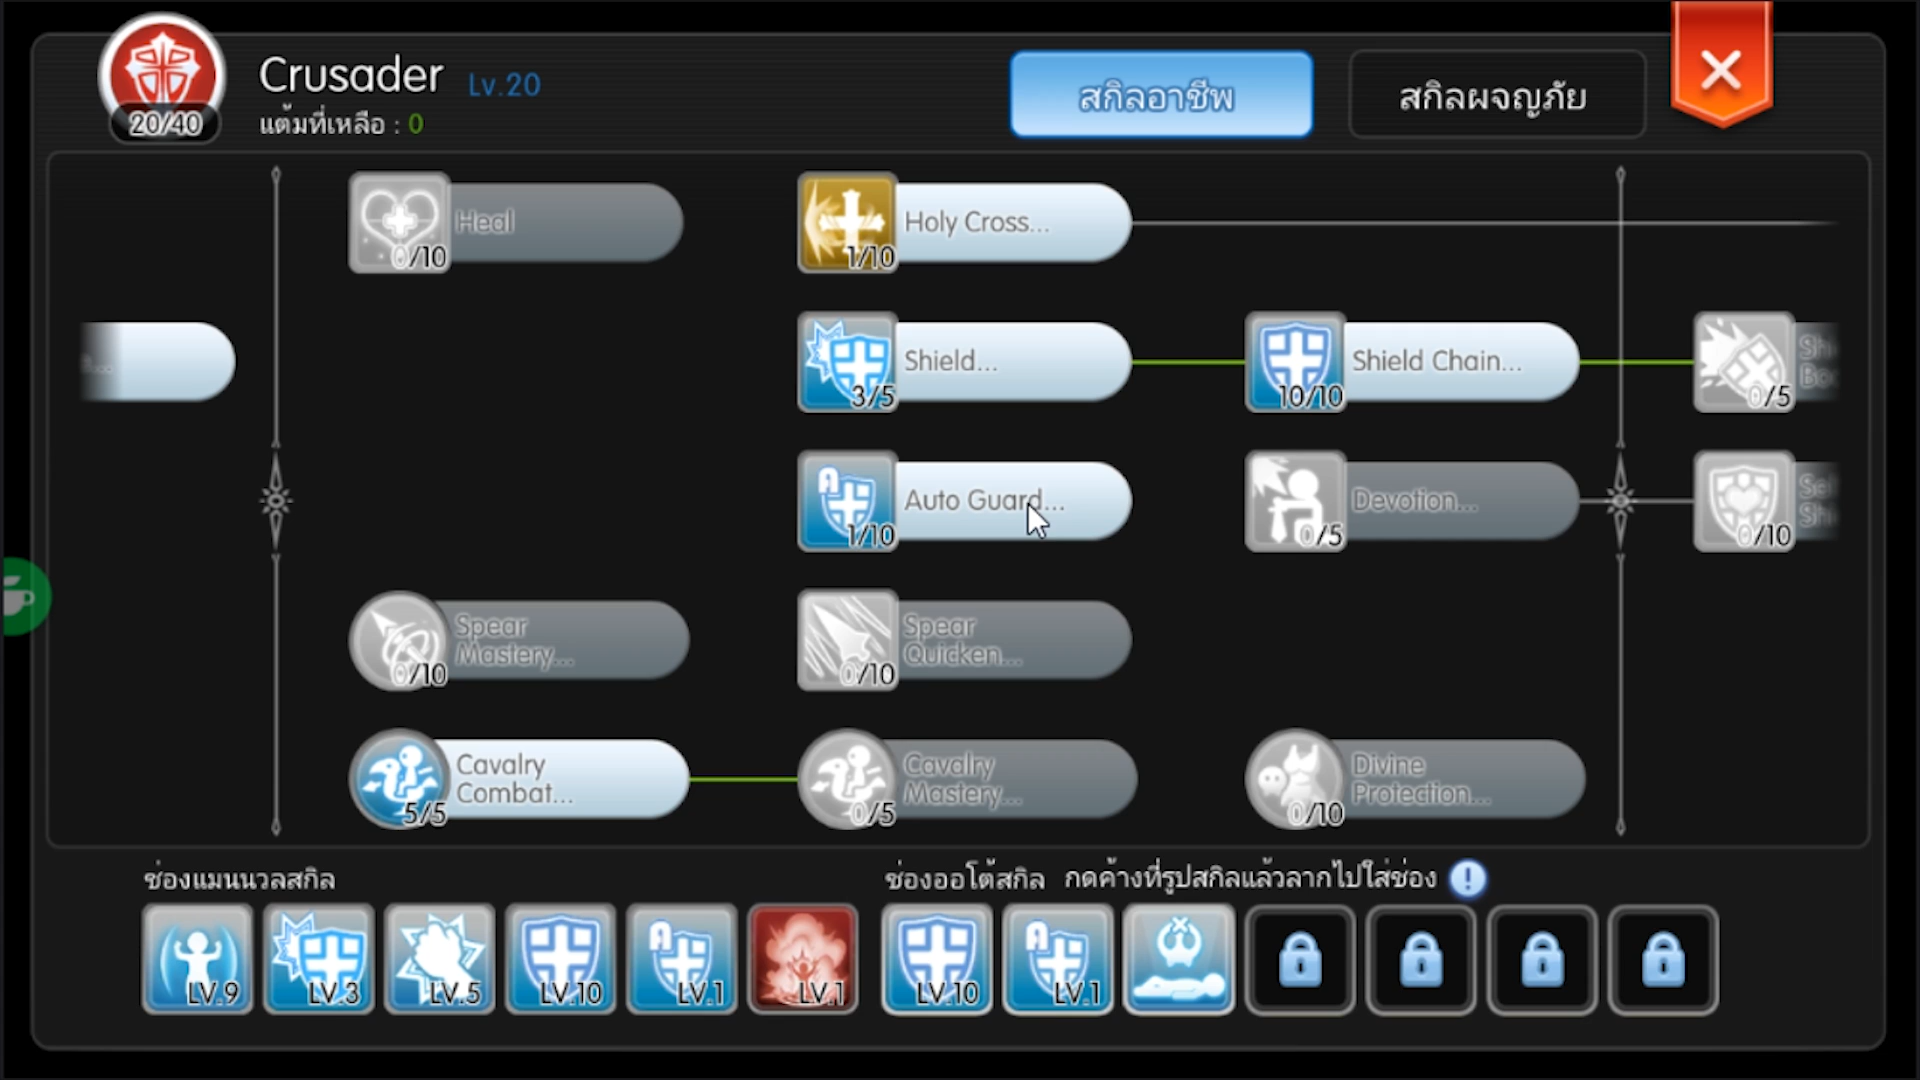 Crusader Lv.20
20/40
แต้มที่เหลือ : 0
สกิลอาชีพ
สกิลผจญภัย
Heal
0/10
Holy Cross...
1/10
Shield...
3/5
Shield Chain...
10/10
0/5
Auto Guard...
1/10
Devotion...
0/5
0/10
Spear
Mastery...
0/10
Spear
Quicken...
0/10
Cavalry
Combat...
5/5
Cavalry
Mastery...
0/5
Divine
Protection...
0/10
ช่องแมนนวลสกิล
ช่องออโต้สกิล กดค้างที่รูปสกิลแล้วลากไปใส่ช่อง
LV.9
LV.3
LV.5
LV.10
LV.1
LV.1
LV.10
LV.1